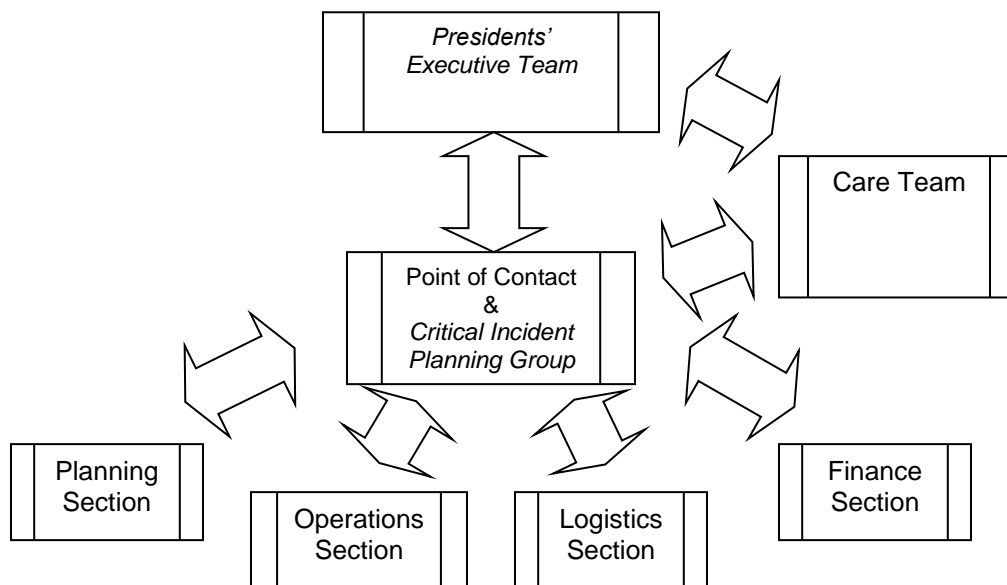 Presidents’
Executive Team
Care Team
Point of Contact
&
Critical Incident
Planning Group
Planning
Section
Operations
Section
Logistics
Section
Finance
Section